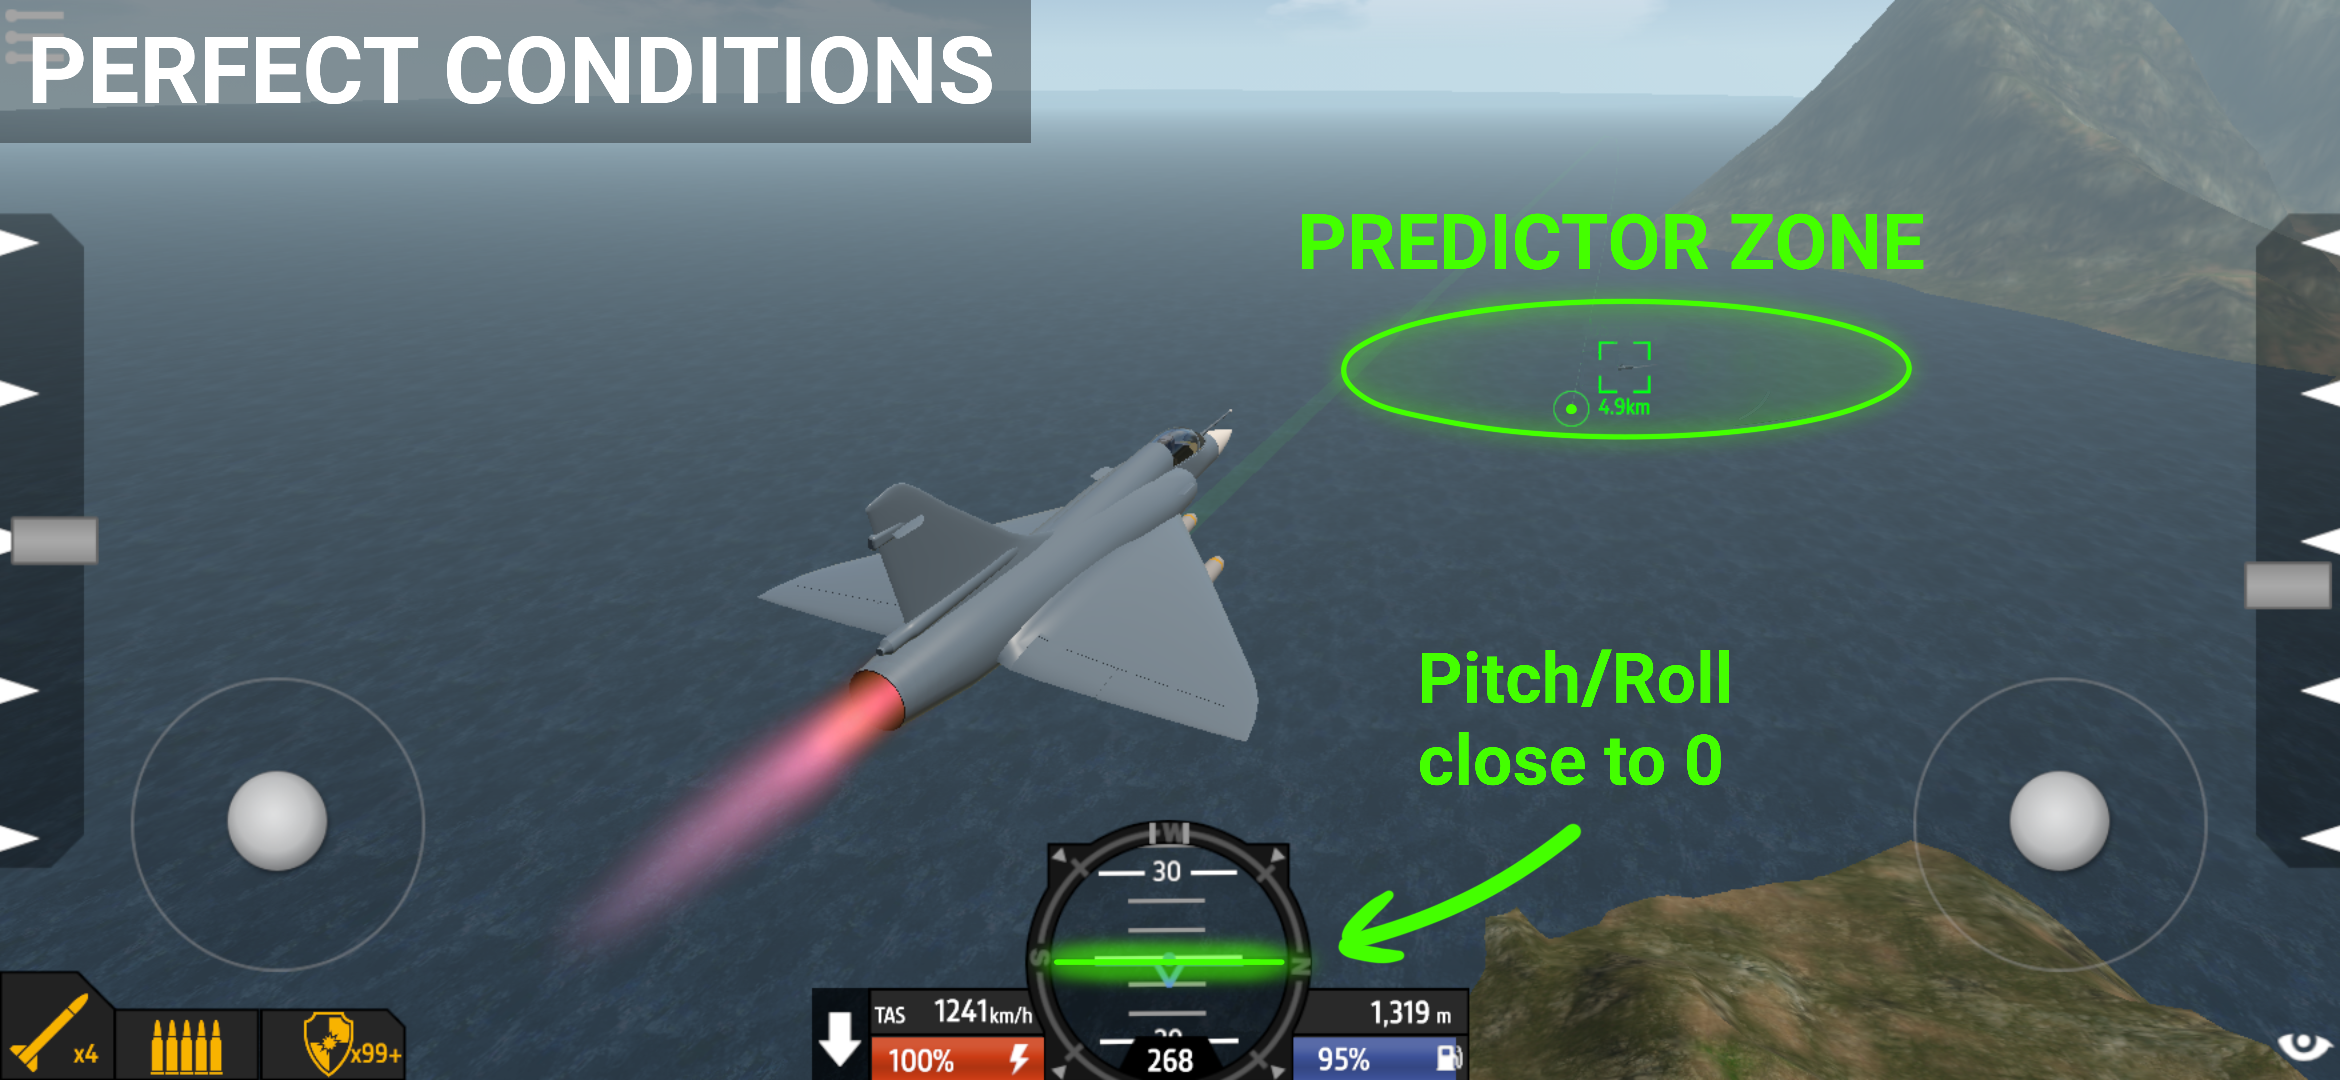 PERFECT CONDITIONS
PREDICTOR ZONE
4.9km
Pitch/Roll
close to 0
W
30
S
N
TAS 1241km/h
1,319 m
x4
x99+
100%
268
95%